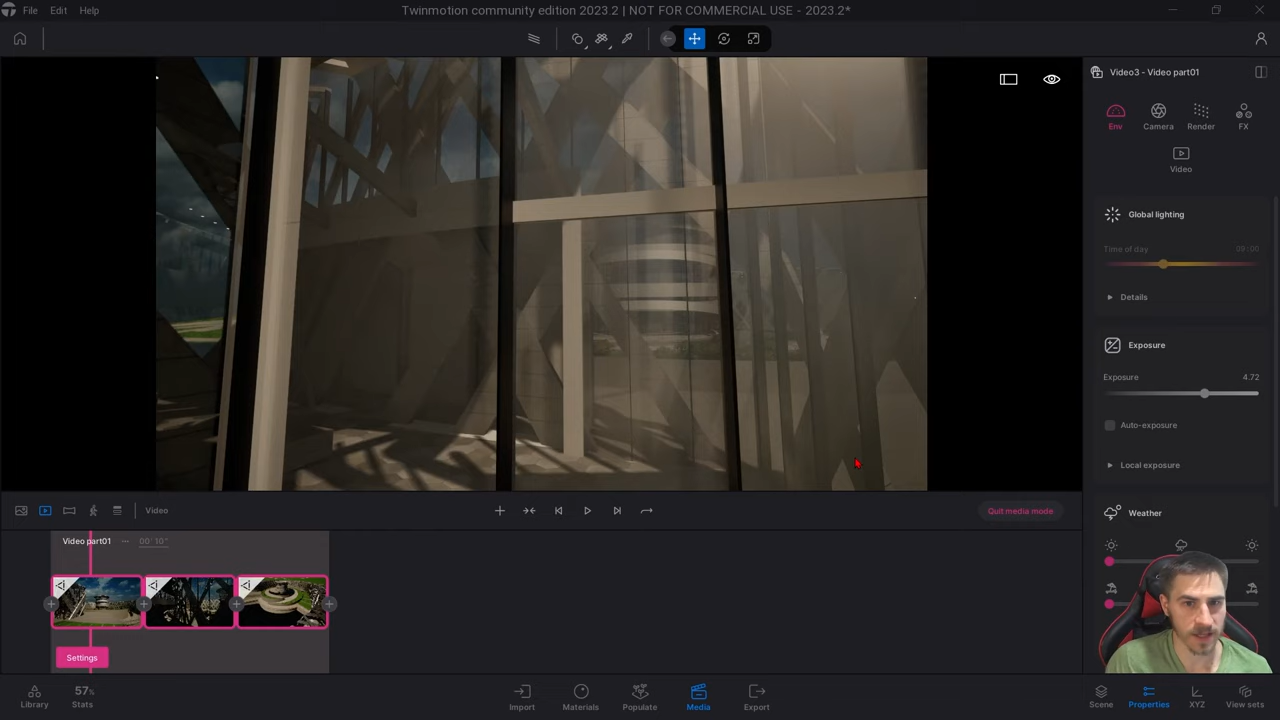 File Edit Help
Twinmotion community edition 2023.2 | NOT FOR COMMERCIAL USE - 2023.2*
Video3 - Video part01
Env Camera Render FX
Video
Global lighting
Time of day 09:00
Details
Exposure
Exposure 4.72
Auto-exposure
Local exposure
Weather
Video
Quit media mode
Video part01 ... 00' 10"
Settings
57%
Library Stats Import Materials Populate Media Export Scene Properties XYZ View sets